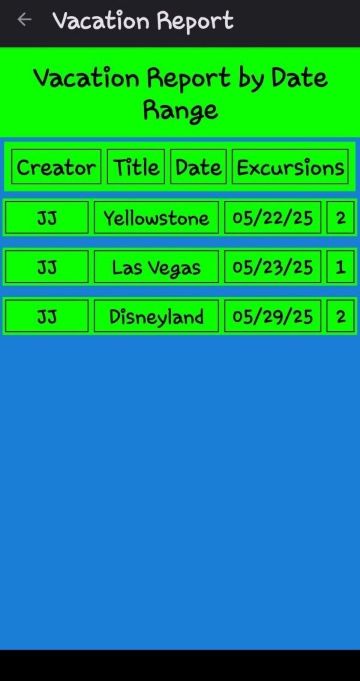 Vacation Report
Vacation Report by Date
Range
Creator Title Date Excursions
JJ Yellowstone 05/22/25 2
JJ Las Vegas 05/23/25 1
JJ Disneyland 05/29/25 2